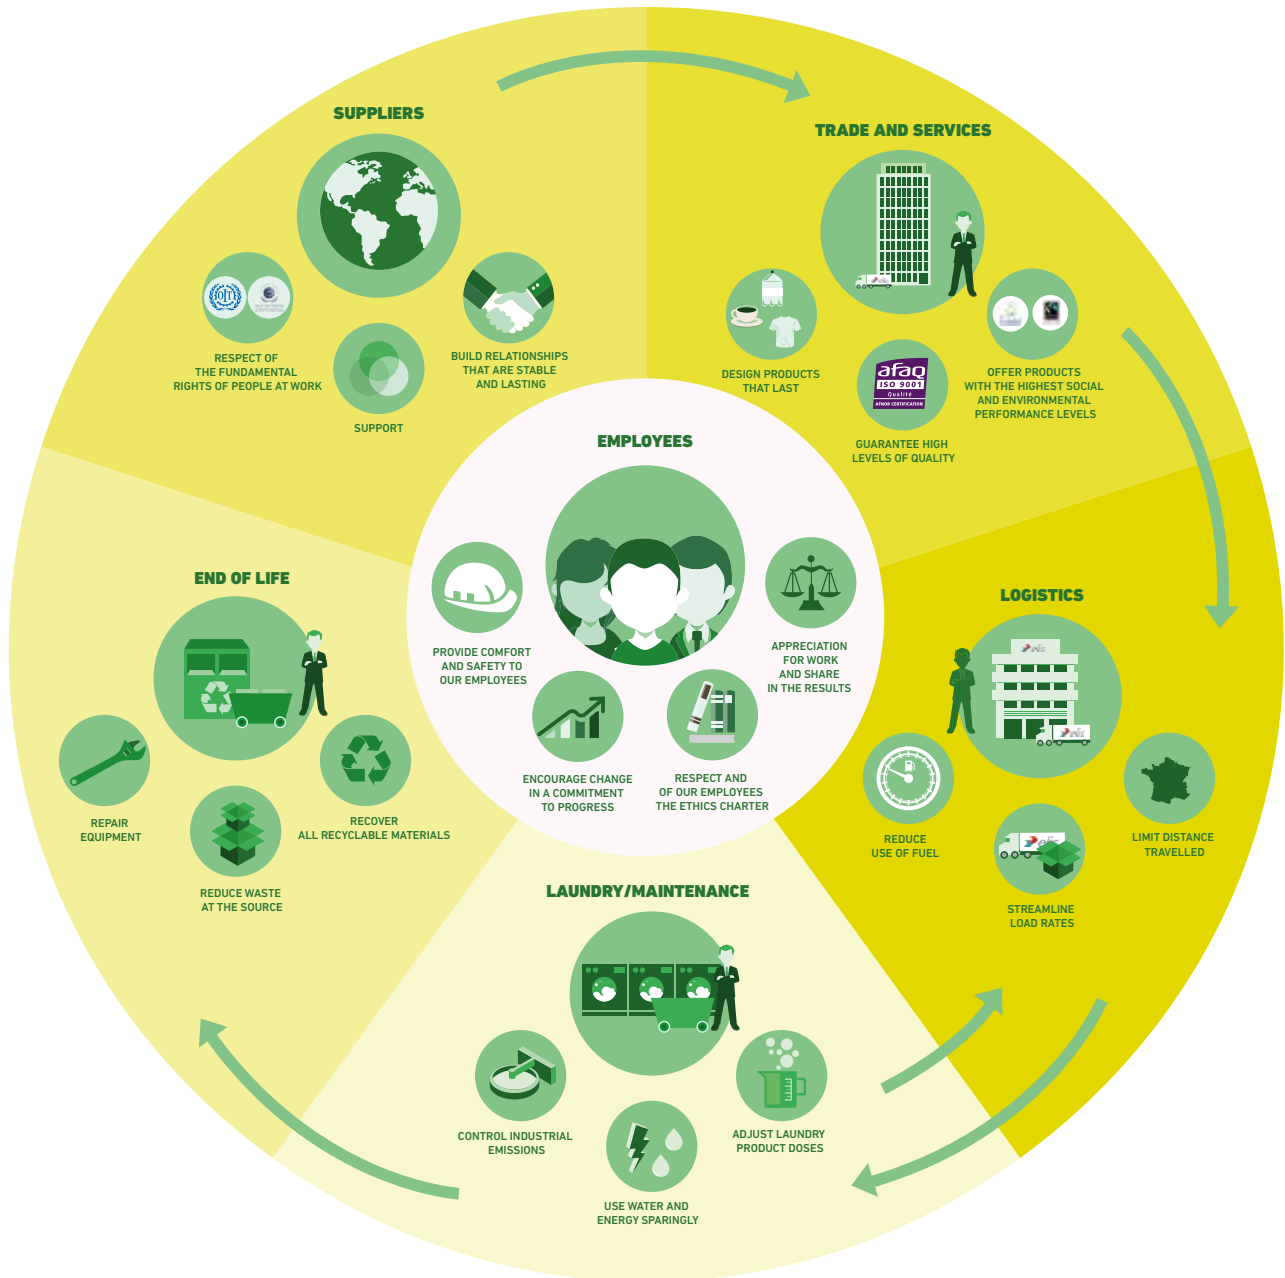 SUPPLIERS
OIT
RESPECT OF
THE FUNDAMENTAL
RIGHTS OF PEOPLE AT WORK
SUPPORT
BUILD RELATIONSHIPS
THAT ARE STABLE
AND LASTING
TRADE AND SERVICES
DESIGN PRODUCTS
THAT LAST
afaq
ISO 9001
Qualité
AFNOR CERTIFICATION
GUARANTEE HIGH
LEVELS OF QUALITY
OFFER PRODUCTS
WITH THE HIGHEST SOCIAL
AND ENVIRONMENTAL
PERFORMANCE LEVELS
EMPLOYEES
PROVIDE COMFORT
AND SAFETY TO
OUR EMPLOYEES
ENCOURAGE CHANGE
IN A COMMITMENT
TO PROGRESS
RESPECT AND
OF OUR EMPLOYEES
THE ETHICS CHARTER
APPRECIATION
FOR WORK
AND SHARE
IN THE RESULTS
LOGISTICS
REDUCE
USE OF FUEL
STREAMLINE
LOAD RATES
LIMIT DISTANCE
TRAVELLED
LAUNDRY/MAINTENANCE
CONTROL INDUSTRIAL
EMISSIONS
USE WATER AND
ENERGY SPARINGLY
ADJUST LAUNDRY
PRODUCT DOSES
END OF LIFE
REPAIR
EQUIPMENT
REDUCE WASTE
AT THE SOURCE
RECOVER
ALL RECYCLABLE MATERIALS